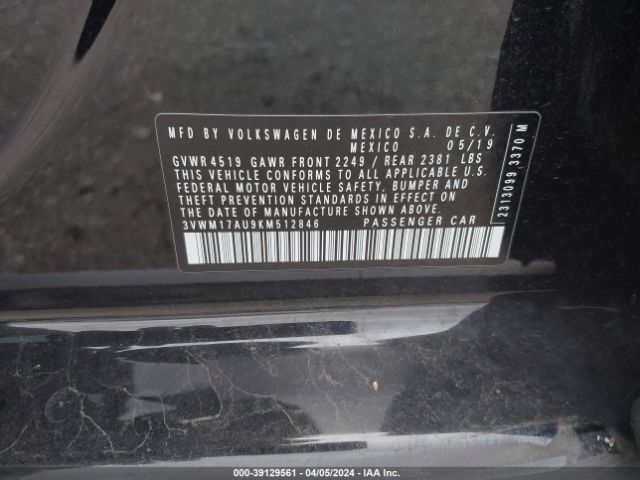 MFD BY VOLKSWAGEN DE MEXICO S.A. DE C.V.
MEXICO 05/19
GVWR 4519 GAWR FRONT 2249 / REAR 2381 LBS
THIS VEHICLE CONFORMS TO ALL APPLICABLE U.S.
FEDERAL MOTOR VEHICLE SAFETY, BUMPER AND
THEFT PREVENTION STANDARDS IN EFFECT ON
THE DATE OF MANUFACTURE SHOWN ABOVE.
3VWM17AU9KM512846 PASSENGER CAR
2313099 3370 M
000-39129561 - 04/05/2024 - IAA Inc.